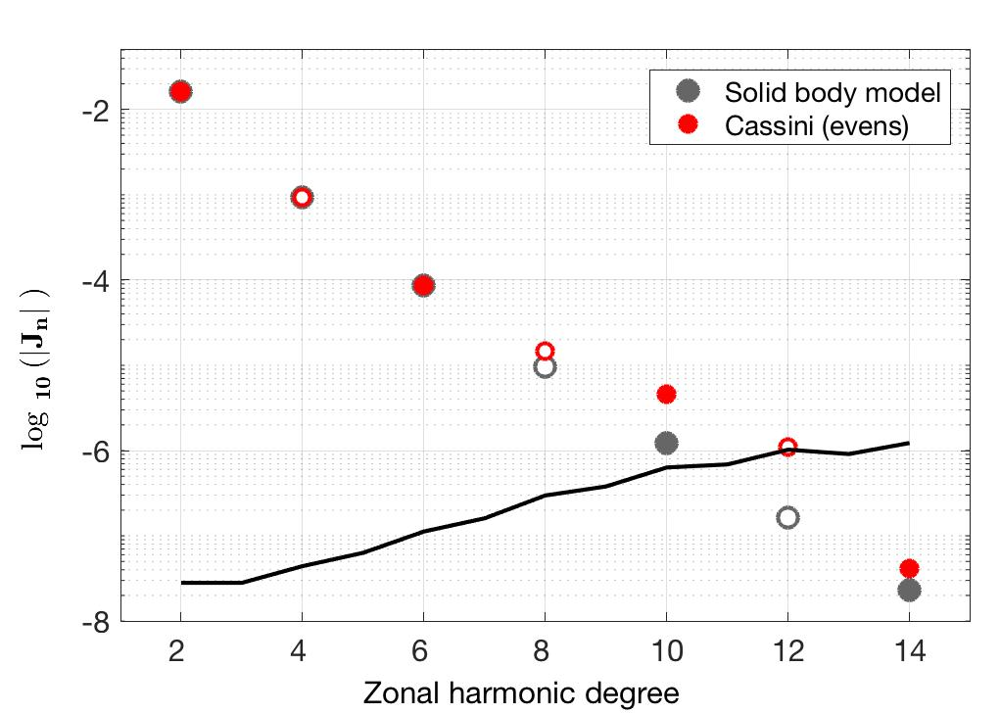 Solid body model
Cassini (evens)
-2
-4
-6
-8
log 10 (|Jn| )
2 4 6 8 10 12 14
Zonal harmonic degree